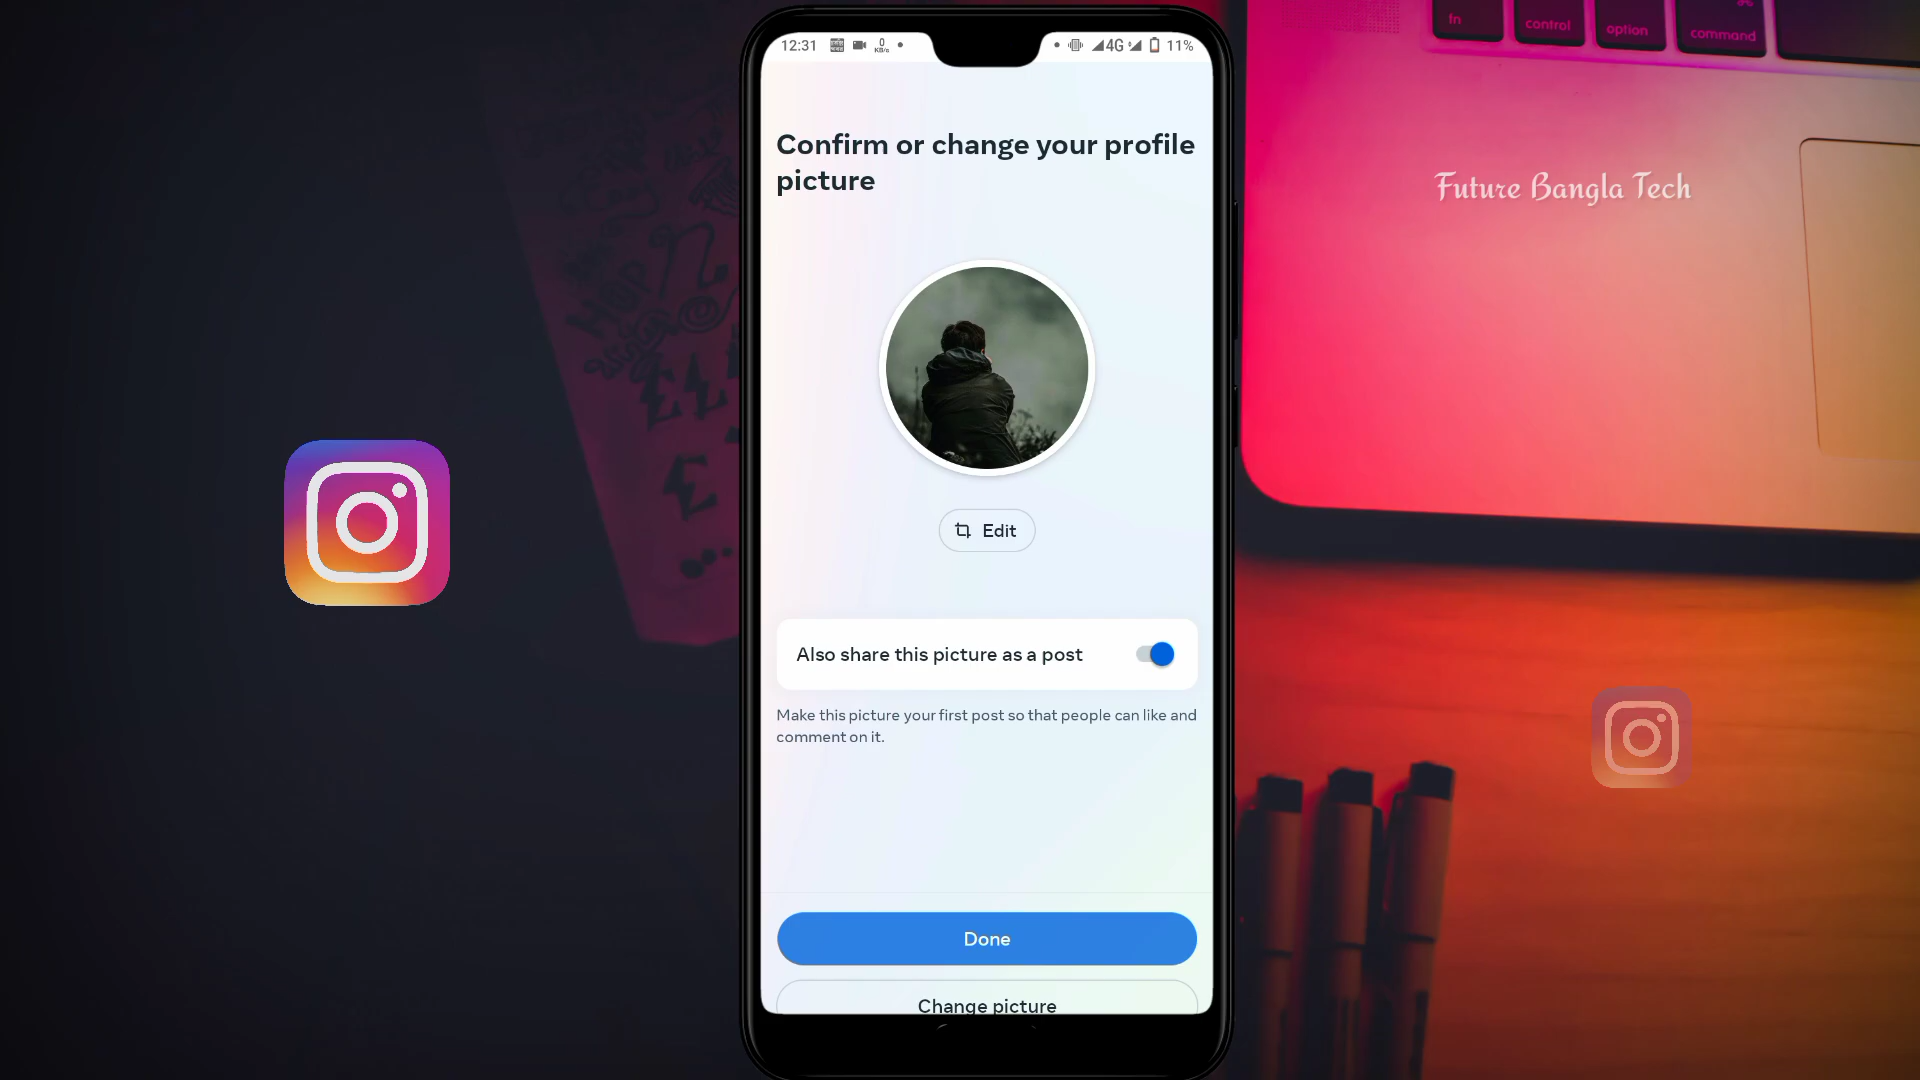 12:31
0
KB/s
4G
11%
Confirm or change your profile
picture
Edit
Also share this picture as a post
Make this picture your first post so that people can like and
comment on it.
Done
Change picture
fn
control
option
command
Future Bangla Tech